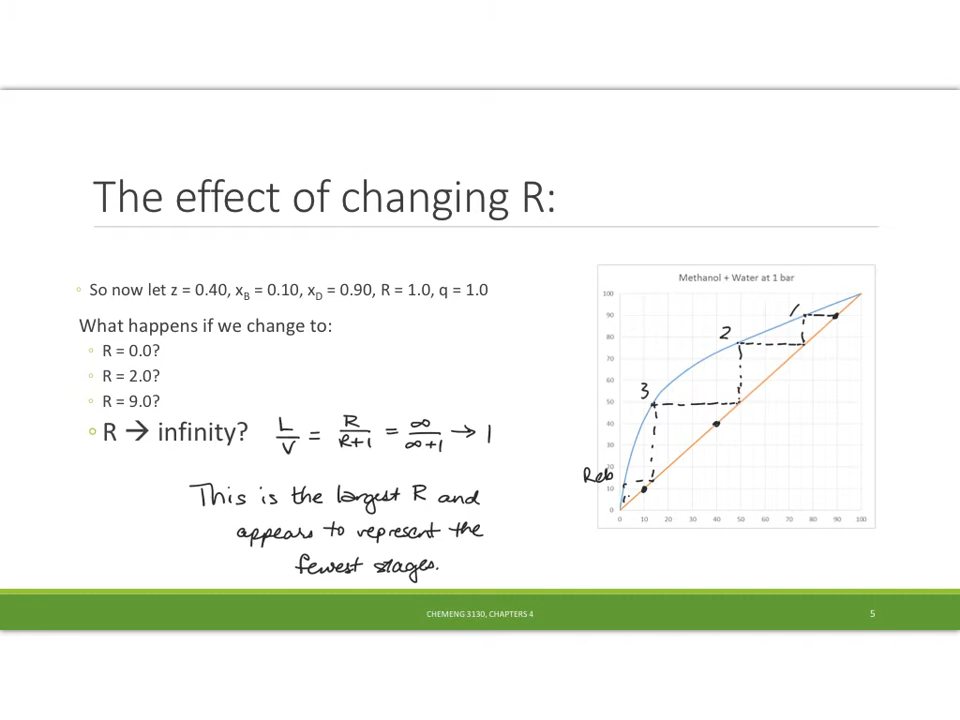 The effect of changing R:
◦ So now let z = 0.40, xB = 0.10, xD = 0.90, R = 1.0, q = 1.0
What happens if we change to:
◦ R = 0.0?
◦ R = 2.0?
◦ R = 9.0?
◦ R → infinity? L/V = R/R+1 = ∞/∞+1 → 1
This is the largest R and
appears to represent the
fewest stages.
Methanol + Water at 1 bar
100
90
80
70
60
50
40
30
20
10
0
0 10 20 30 40 50 60 70 80 90 100
1
2
3
Reb
CHEMENG 3130, CHAPTERS 4
5